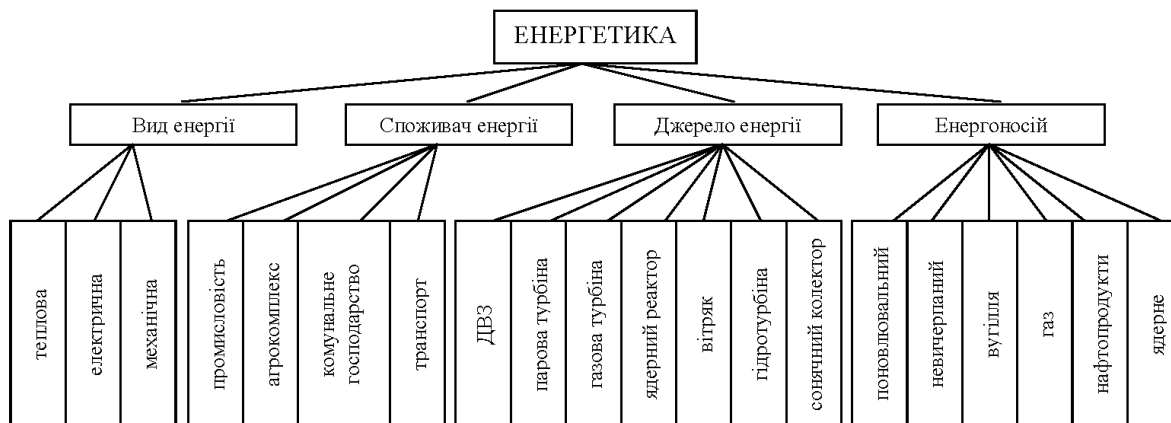 ЕНЕРГЕТИКА
Вид енергії
Споживач енергії
Джерело енергії
Енергоносій
теплова
електрична
механічна
промисловість
агрокомплекс
комунальне
господарство
транспорт
ДВЗ
парова турбіна
газова турбіна
ядерний реактор
вітряк
гідротурбіна
сонячний колектор
поновлювальний
невичерпаний
вугілля
газ
нафтопродукти
ядерне